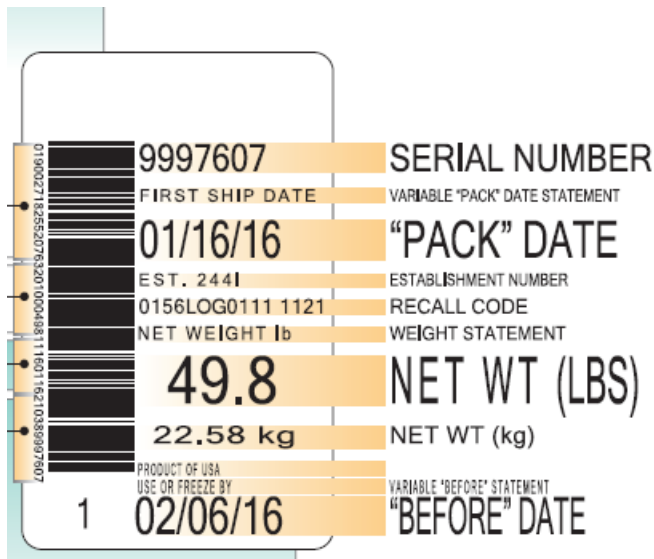 0190027182552076320100049811160116210389997607
9997607 SERIAL NUMBER
FIRST SHIP DATE VARIABLE "PACK" DATE STATEMENT
01/16/16 "PACK" DATE
EST. 244I ESTABLISHMENT NUMBER
0156LOG0111 1121 RECALL CODE
NET WEIGHT lb WEIGHT STATEMENT
49.8 NET WT (LBS)
22.58 kg NET WT (kg)
PRODUCT OF USA
USE OR FREEZE BY VARIABLE "BEFORE" STATEMENT
1 02/06/16 "BEFORE" DATE